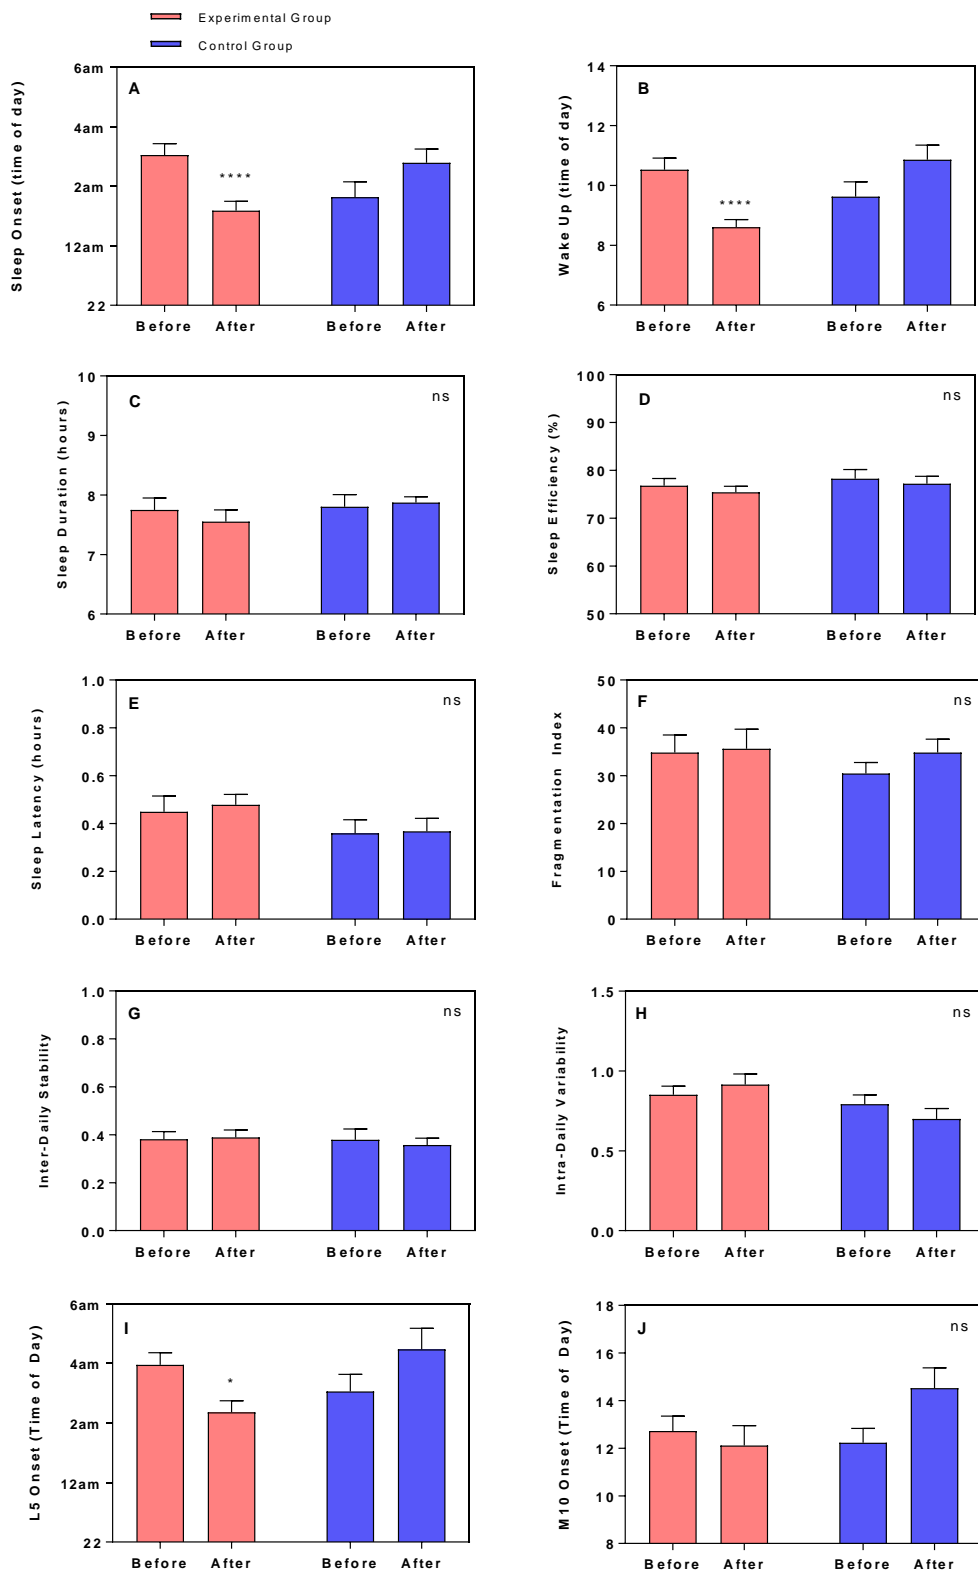 Experimental Group
Control Group
A
Sleep Onset (time of day)
6am
4am
2am
12am
22
****
Before After Before After
B
Wake Up (time of day)
14
12
10
8
6
****
Before After Before After
C
ns
Sleep Duration (hours)
10
9
8
7
6
Before After Before After
D
ns
Sleep Efficiency (%)
100
90
80
70
60
50
Before After Before After
E
ns
Sleep Latency (hours)
1.0
0.8
0.6
0.4
0.2
0.0
Before After Before After
F
ns
Fragmentation Index
50
40
30
20
10
0
Before After Before After
G
ns
Inter-Daily Stability
1.0
0.8
0.6
0.4
0.2
0.0
Before After Before After
H
ns
Intra-Daily Variability
1.5
1.0
0.5
0.0
Before After Before After
I
L5 Onset (Time of Day)
6am
4am
2am
12am
22
*
Before After Before After
J
ns
M10 Onset (Time of Day)
18
16
14
12
10
8
Before After Before After